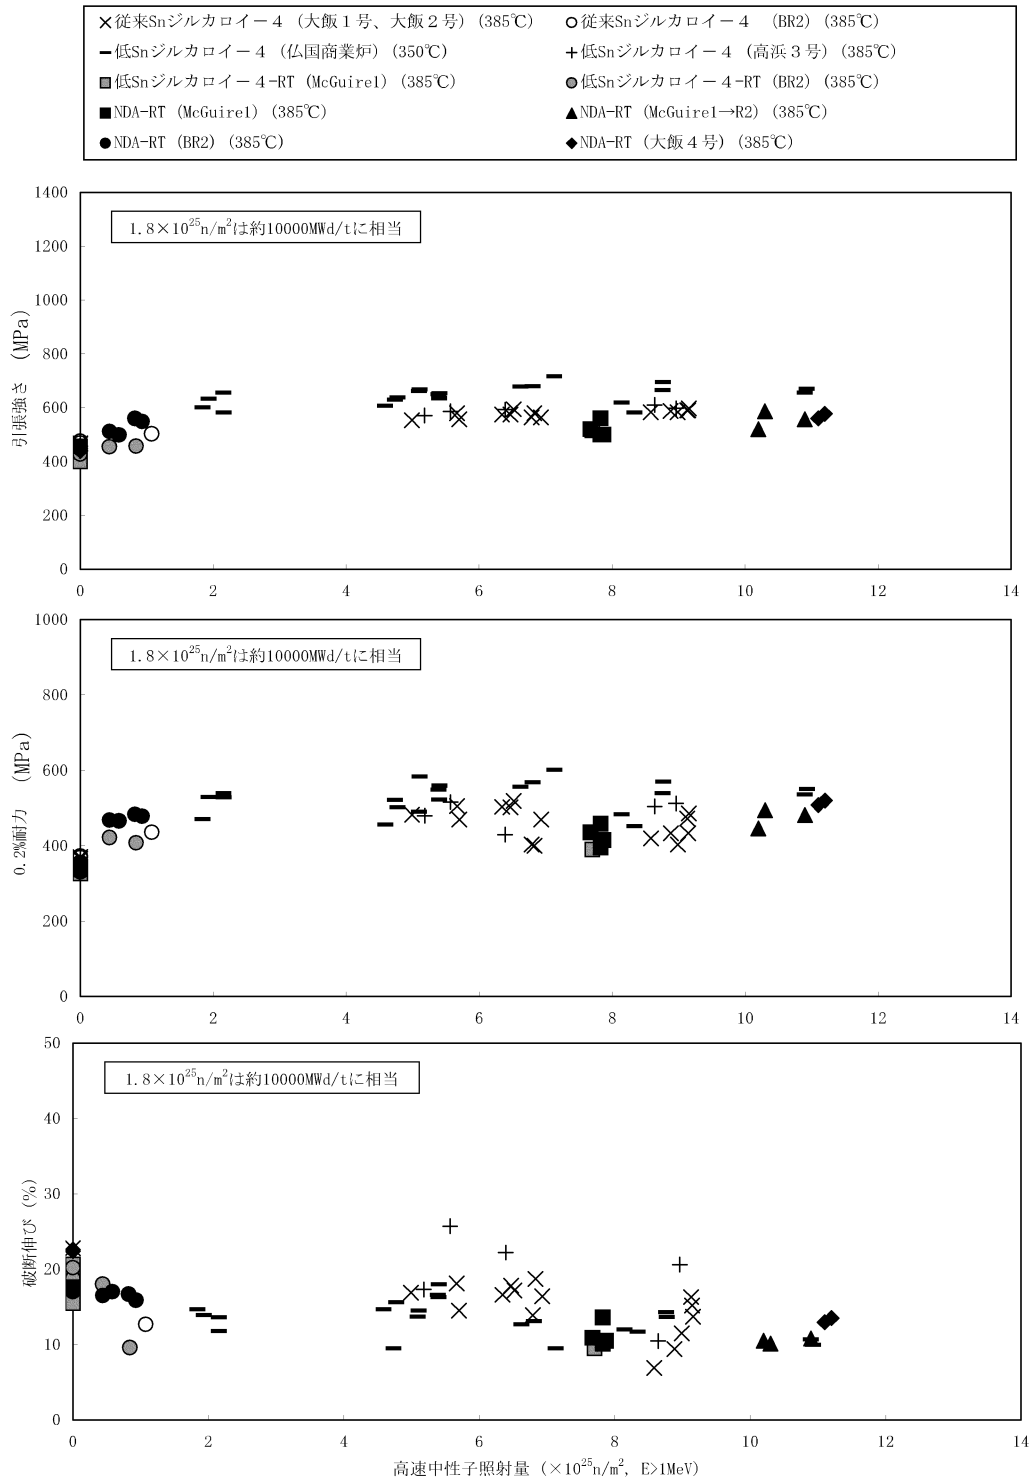 ×従来Snジルカロイー４ (大飯１号、大飯２号) (385℃)
○従来Snジルカロイー４ (BR2) (385℃)
－低Snジルカロイー４ (仏国商業炉) (350℃)
＋低Snジルカロイー４ (高浜３号) (385℃)
■低Snジルカロイー４-RT (McGuire1) (385℃)
●低Snジルカロイー４-RT (BR2) (385℃)
■NDA-RT (McGuire1) (385℃)
▲NDA-RT (McGuire1→R2) (385℃)
●NDA-RT (BR2) (385℃)
◆NDA-RT (大飯４号) (385℃)
引張強さ (MPa)
1400
1200
1000
800
600
400
200
0
1.8×10²⁵n/m²は約10000MWd/tに相当
0 2 4 6 8 10 12 14
0.2%耐力 (MPa)
1000
800
600
400
200
0
1.8×10²⁵n/m²は約10000MWd/tに相当
0 2 4 6 8 10 12 14
破断伸び (%)
50
40
30
20
10
0
1.8×10²⁵n/m²は約10000MWd/tに相当
0 2 4 6 8 10 12 14
高速中性子照射量 (×10²⁵n/m², E>1MeV)